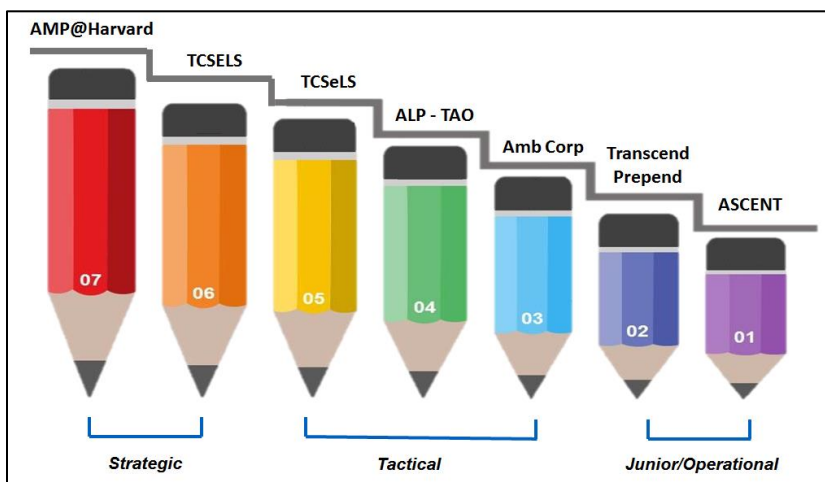 AMP@Harvard
TCSELS
TCSeLS
ALP - TAO
Amb Corp
Transcend
Prepend
ASCENT
07
06
05
04
03
02
01
Strategic
Tactical
Junior/Operational